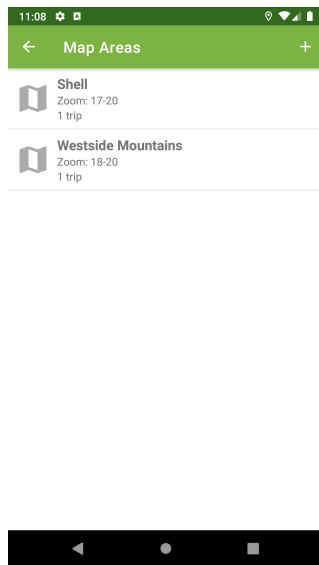 11:08
Map Areas
Shell
Zoom: 17-20
1 trip
Westside Mountains
Zoom: 18-20
1 trip